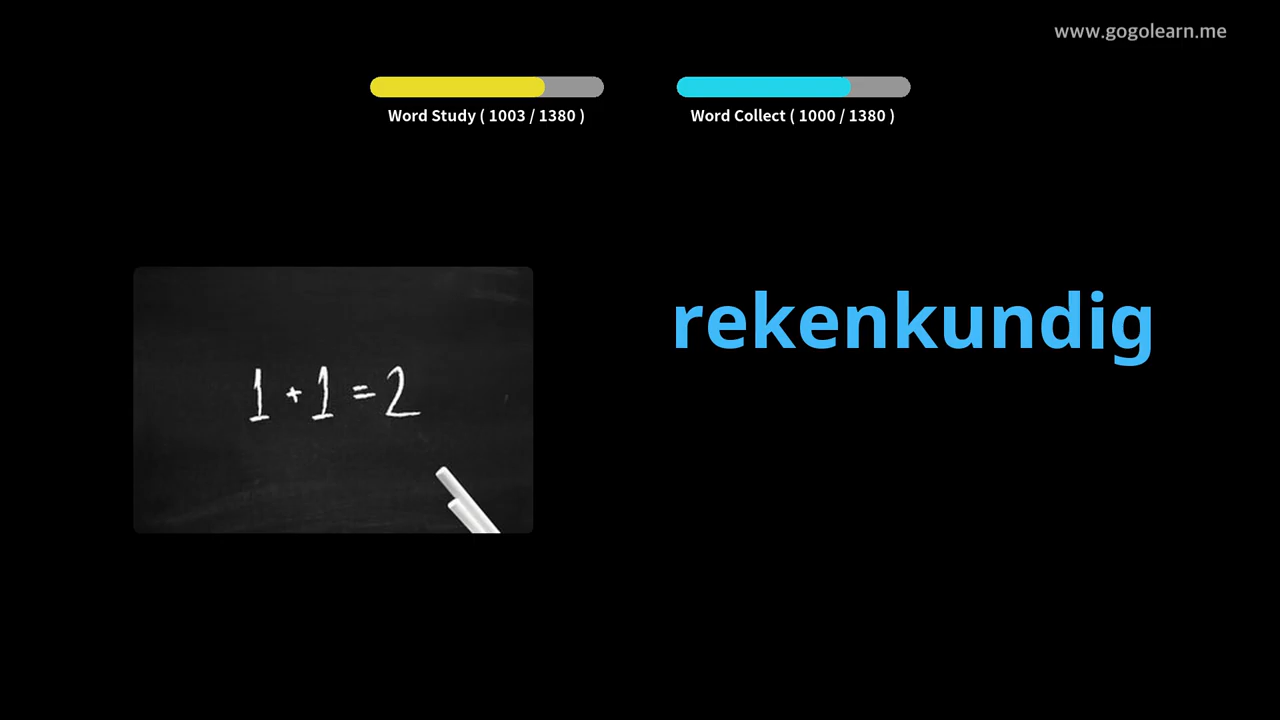 www.gogolearn.me
Word Study ( 1003 / 1380 )
Word Collect ( 1000 / 1380 )
rekenkundig
1 + 1 = 2